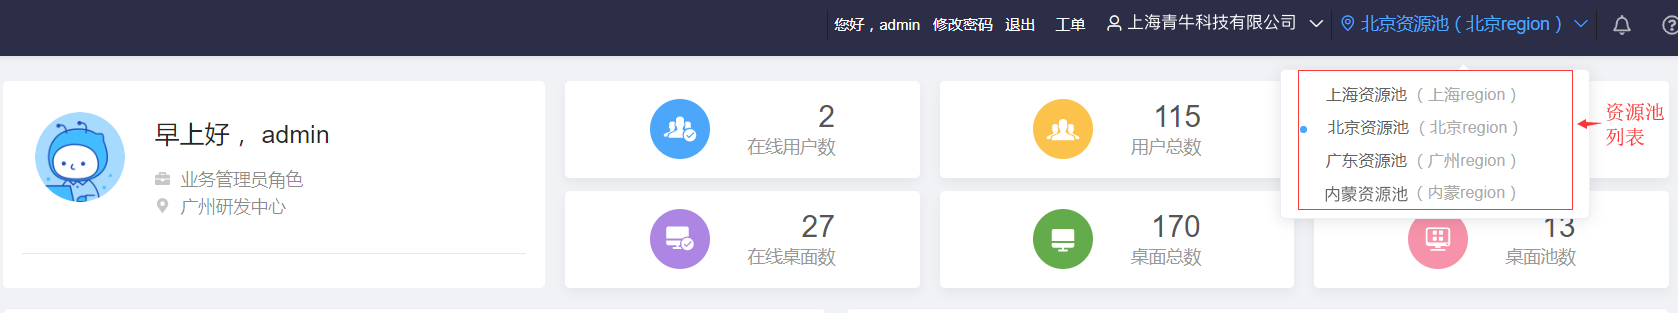 您好，admin 修改密码 退出 工单 上海青牛科技有限公司 北京资源池（北京region）
上海资源池（上海region）
北京资源池（北京region）
广东资源池（广州region）
内蒙资源池（内蒙region）
资源池
列表
早上好， admin
业务管理员角色
广州研发中心
2
在线用户数
115
用户总数
27
在线桌面数
170
桌面总数
13
桌面池数